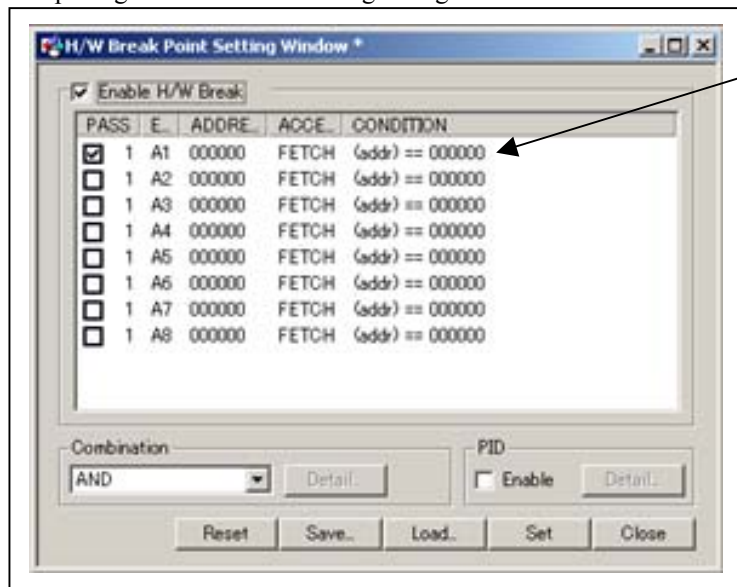 H/W Break Point Setting Window *
Enable H/W Break
PASS E.. ADDRE.. ACCE.. CONDITION
1 A1 000000 FETCH (addr) == 000000
1 A2 000000 FETCH (addr) == 000000
1 A3 000000 FETCH (addr) == 000000
1 A4 000000 FETCH (addr) == 000000
1 A5 000000 FETCH (addr) == 000000
1 A6 000000 FETCH (addr) == 000000
1 A7 000000 FETCH (addr) == 000000
1 A8 000000 FETCH (addr) == 000000
Combination
PID
AND Detail.. Enable Detail..
Reset Save.. Load.. Set Close